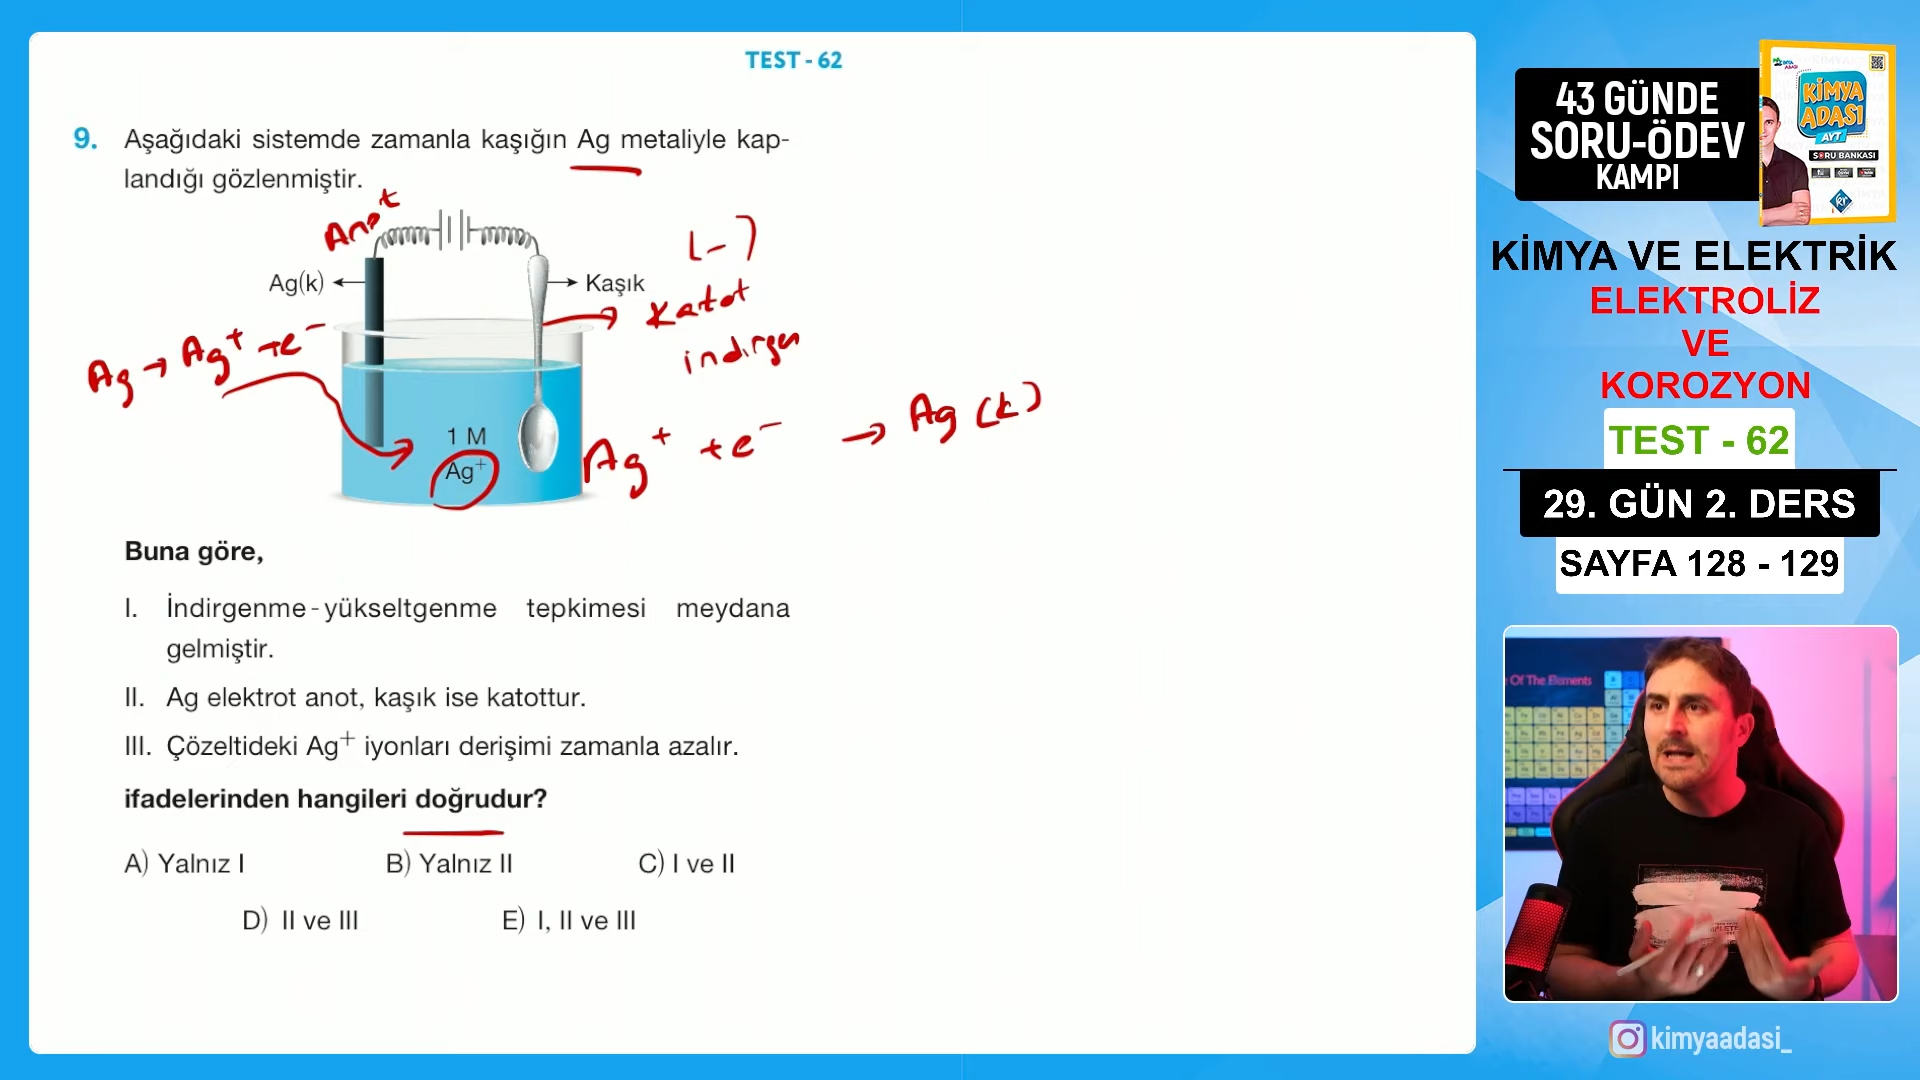 TEST - 62
9. Aşağıdaki sistemde zamanla kaşığın Ag metaliyle kap-
landığı gözlenmiştir.
Anot
Ag(k)
Kaşık
(-)
Katot
indirgen
Ag → Ag⁺ +e⁻
1 M
Ag⁺
Ag⁺ +e⁻ → Ag (k)
Buna göre,
I. İndirgenme-yükseltgenme tepkimesi meydana
gelmiştir.
II. Ag elektrot anot, kaşık ise katottur.
III. Çözeltideki Ag⁺ iyonları derişimi zamanla azalır.
ifadelerinden hangileri doğrudur?
A) Yalnız I B) Yalnız II C) I ve II
D) II ve III E) I, II ve III
43 GÜNDE
SORU-ÖDEV
KAMPI
KİMYA
ADASI
AYT
SORU BANKASI
KİMYA VE ELEKTRİK
ELEKTROLİZ
VE
KOROZYON
TEST - 62
29. GÜN 2. DERS
SAYFA 128 - 129
Of The Elements
kimyaadasi_